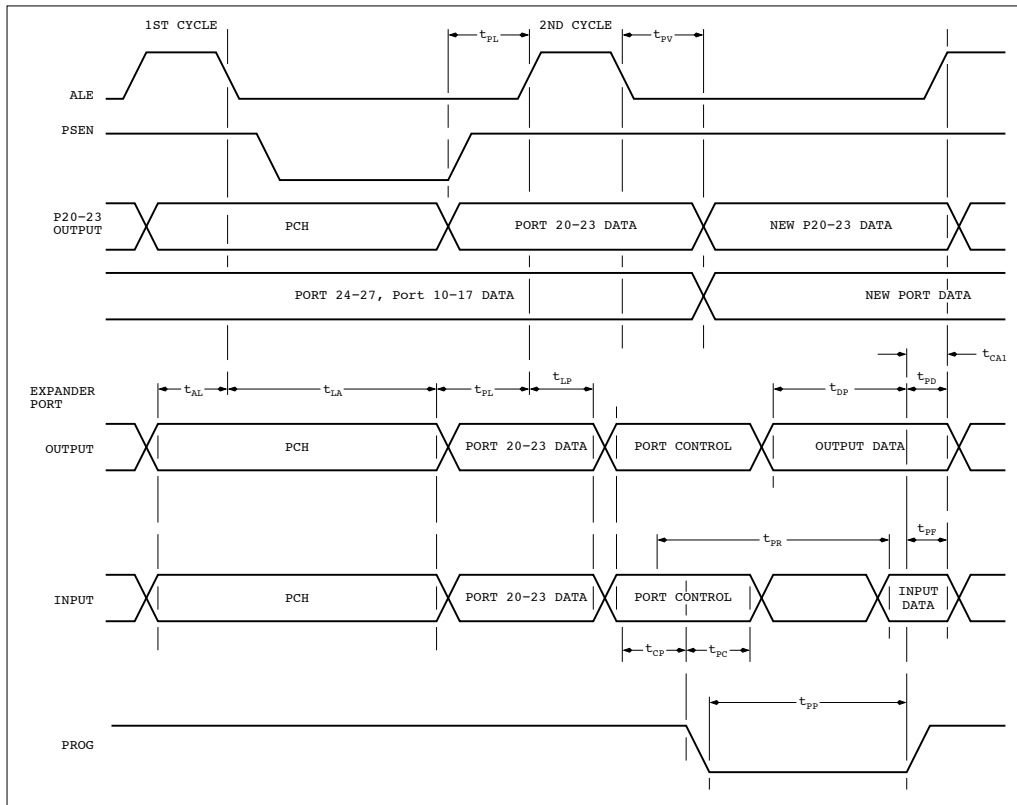 1ST CYCLE
2ND CYCLE
tPL
tPV
ALE
PSEN
P20-23
OUTPUT
PCH
PORT 20-23 DATA
NEW P20-23 DATA
PORT 24-27, Port 10-17 DATA
NEW PORT DATA
tCA1
EXPANDER
PORT
tAL
tLA
tPL
tLP
tDP
tPD
OUTPUT
PCH
PORT 20-23 DATA
PORT CONTROL
OUTPUT DATA
tPR
tPF
INPUT
PCH
PORT 20-23 DATA
PORT CONTROL
INPUT
DATA
tCP
tPC
tPP
PROG